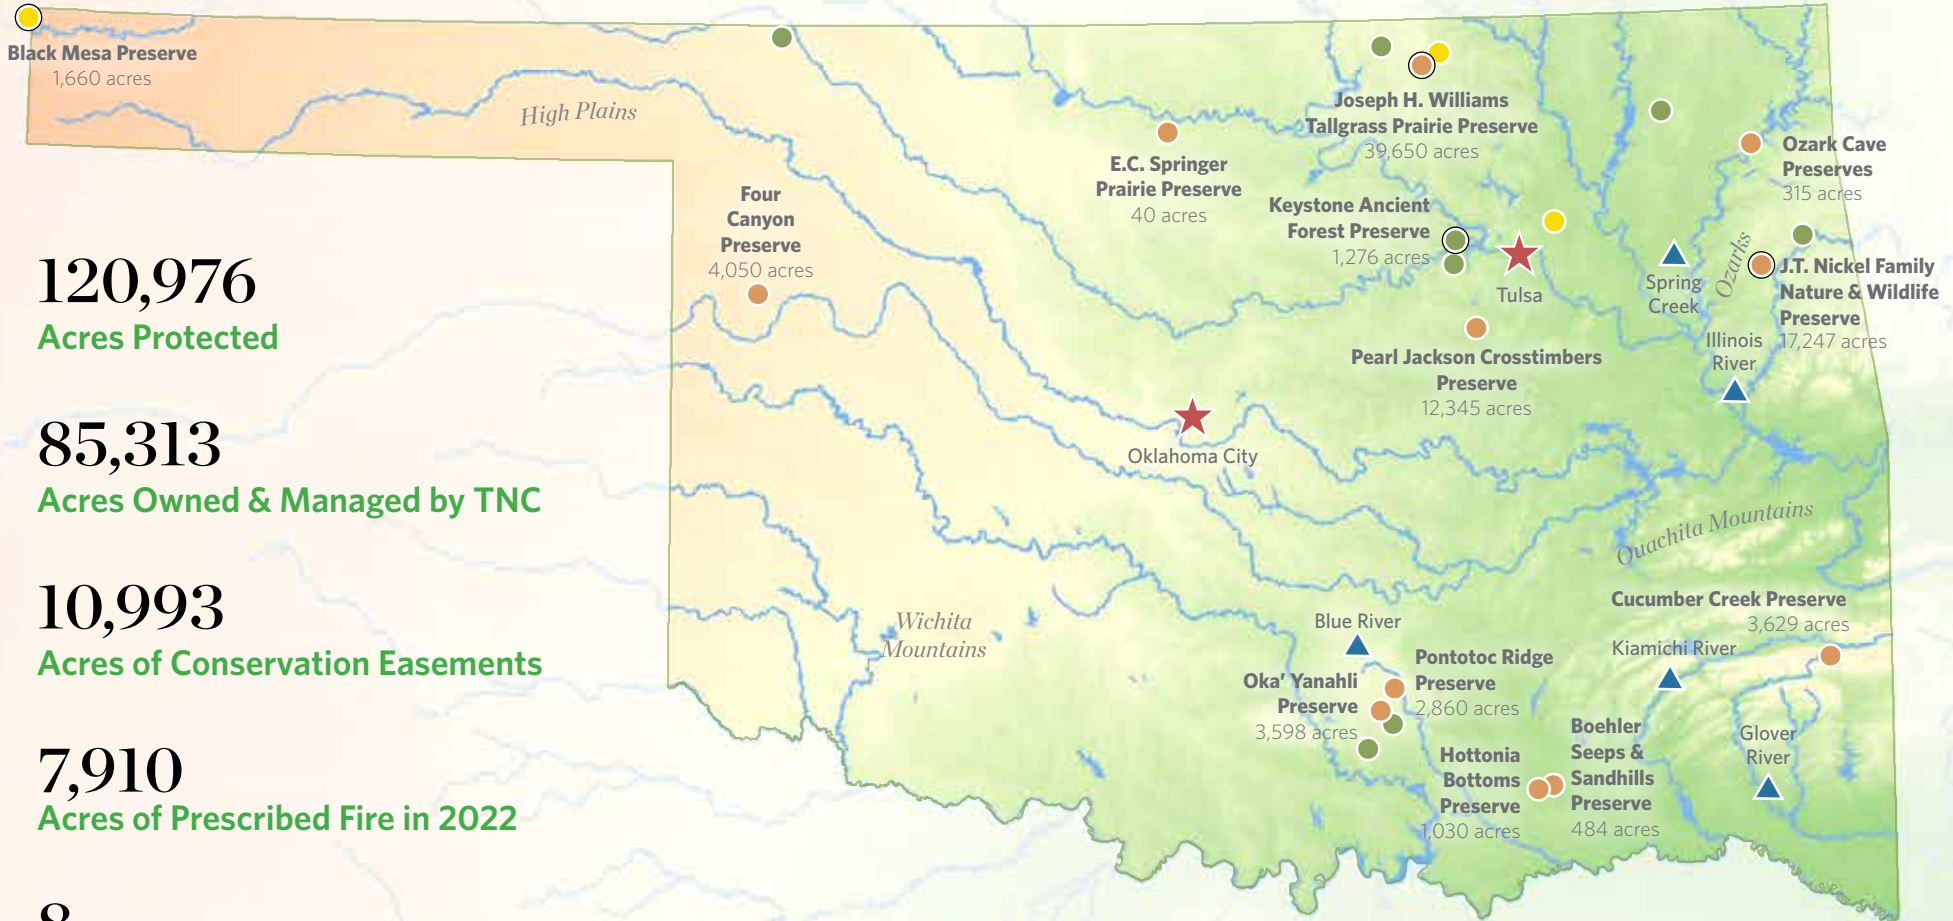 Black Mesa Preserve
1,660 acres
High Plains
Four
Canyon
Preserve
4,050 acres
E.C. Springer
Prairie Preserve
40 acres
Joseph H. Williams
Tallgrass Prairie Preserve
39,650 acres
Keystone Ancient
Forest Preserve
1,276 acres
Tulsa
Ozark Cave
Preserves
315 acres
Ozarks
Spring
Creek
J.T. Nickel Family
Nature & Wildlife
Preserve
17,247 acres
Illinois
River
Pearl Jackson Crosstimbers
Preserve
12,345 acres
Oklahoma City
Ouachita Mountains
Wichita
Mountains
Blue River
Cucumber Creek Preserve
3,629 acres
Kiamichi River
Pontotoc Ridge
Preserve
2,860 acres
Oka' Yanahli
Preserve
3,598 acres
Hottonia
Bottoms
Preserve
1,030 acres
Boehler
Seeps &
Sandhills
Preserve
484 acres
Glover
River
120,976
Acres Protected
85,313
Acres Owned & Managed by TNC
10,993
Acres of Conservation Easements
7,910
Acres of Prescribed Fire in 2022